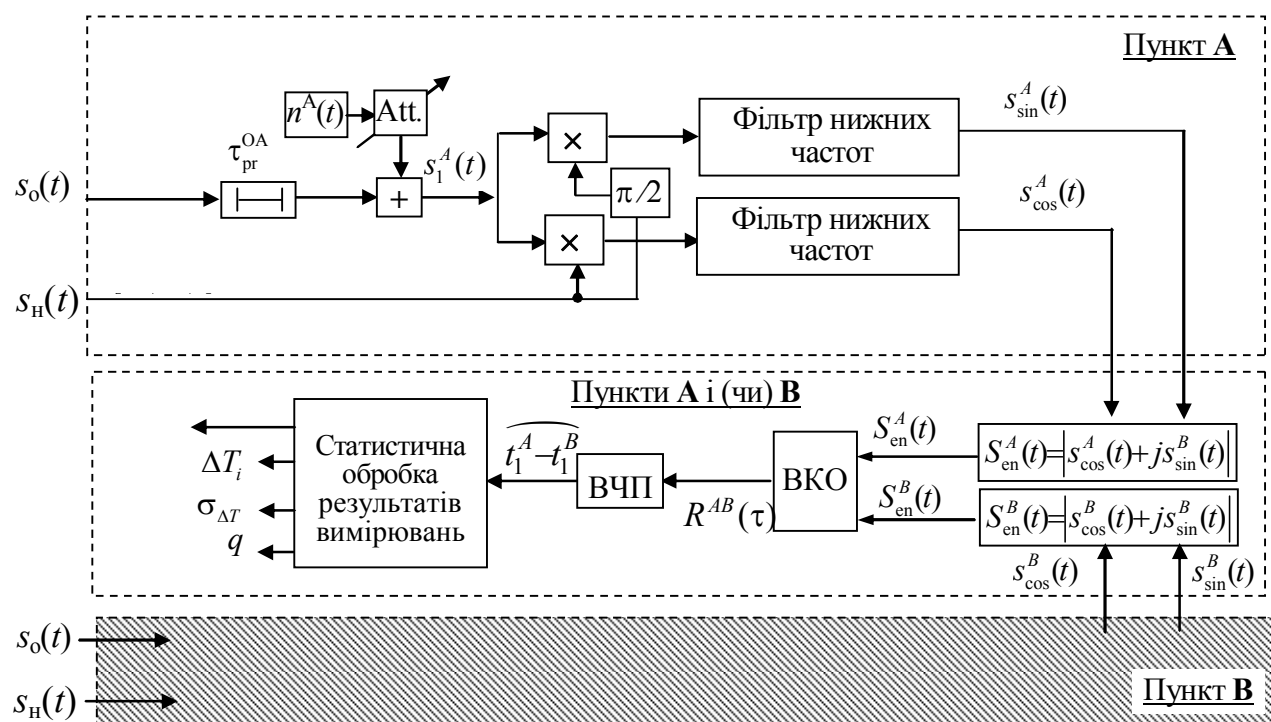 Пункт A
n^A(t)
Att.
τ_pr^OA
s_1^A(t)
s_o(t)
+
×
×
π/2
Фільтр нижних
частот
Фільтр нижних
частот
s_sin^A(t)
s_cos^A(t)
s_н(t)
Пункти A і (чи) B
Статистична
обробка
результатів
вимірювань
ΔT_i
σ_ΔT
q
t_1^A–t_1^B
ВЧП
R^AB(τ)
ВКО
S_en^A(t)
S_en^B(t)
S_en^A(t)=|s_cos^A(t)+js_sin^B(t)|
S_en^B(t)=|s_cos^B(t)+js_sin^B(t)|
s_cos^B(t)
s_sin^B(t)
s_o(t)
s_н(t)
Пункт B